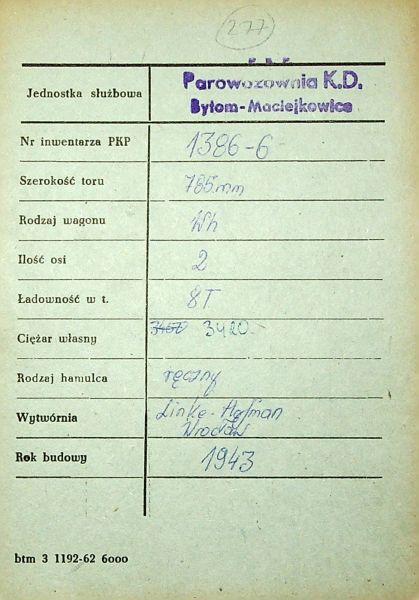 277
Jednostka służbowa
Parowozownia K.D.
Bytom-Maciejkowice
Nr inwentarza PKP 1386-6
Szerokość toru 785mm
Rodzaj wagonu Wh
Ilość osi 2
Ładowność w t. 8T
Ciężar własny 3420.-
Rodzaj hamulca ręczny
Wytwórnia Linke-Hofman
Wrocław
Rok budowy 1943
btm 3 1192-62 6000